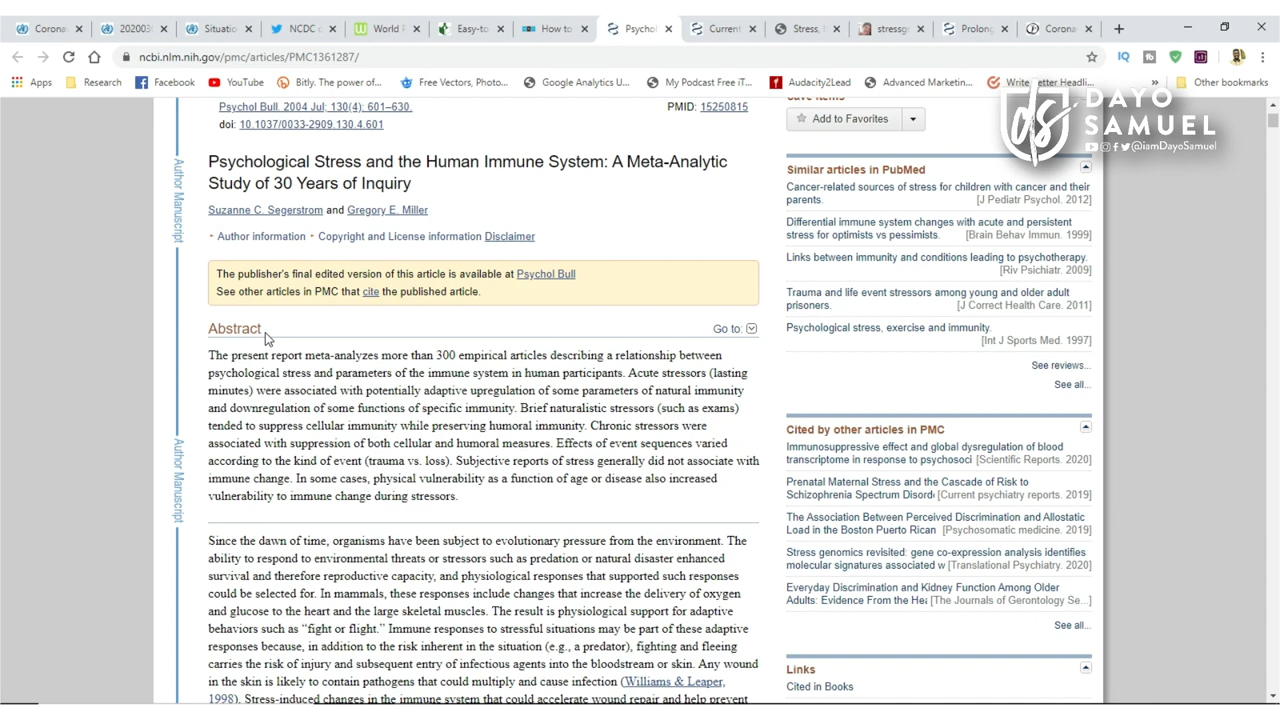 Corona
202003
Situatio
NCDC c
World F
Easy-to
How to
Psychol
Current
Stress, I
stressg
Prolong
Corona
ncbi.nlm.nih.gov/pmc/articles/PMC1361287/
Apps
Research
Facebook
YouTube
Bitly. The power of...
Free Vectors, Photo...
Google Analytics U...
My Podcast Free iT...
Audacity2Lead
Advanced Marketin...
Write Better Headli...
Other bookmarks
DAYO
SAMUEL
@iamDayoSamuel
Psychol Bull. 2004 Jul; 130(4): 601–630.
PMID: 15250815
doi: 10.1037/0033-2909.130.4.601
Psychological Stress and the Human Immune System: A Meta-Analytic
Study of 30 Years of Inquiry
Suzanne C. Segerstrom and Gregory E. Miller
Author information Copyright and License information Disclaimer
The publisher's final edited version of this article is available at Psychol Bull
See other articles in PMC that cite the published article.
Abstract
Go to:
The present report meta-analyzes more than 300 empirical articles describing a relationship between
psychological stress and parameters of the immune system in human participants. Acute stressors (lasting
minutes) were associated with potentially adaptive upregulation of some parameters of natural immunity
and downregulation of some functions of specific immunity. Brief naturalistic stressors (such as exams)
tended to suppress cellular immunity while preserving humoral immunity. Chronic stressors were
associated with suppression of both cellular and humoral measures. Effects of event sequences varied
according to the kind of event (trauma vs. loss). Subjective reports of stress generally did not associate with
immune change. In some cases, physical vulnerability as a function of age or disease also increased
vulnerability to immune change during stressors.
Since the dawn of time, organisms have been subject to evolutionary pressure from the environment. The
ability to respond to environmental threats or stressors such as predation or natural disaster enhanced
survival and therefore reproductive capacity, and physiological responses that supported such responses
could be selected for. In mammals, these responses include changes that increase the delivery of oxygen
and glucose to the heart and the large skeletal muscles. The result is physiological support for adaptive
behaviors such as “fight or flight.” Immune responses to stressful situations may be part of these adaptive
responses because, in addition to the risk inherent in the situation (e.g., a predator), fighting and fleeing
carries the risk of injury and subsequent entry of infectious agents into the bloodstream or skin. Any wound
in the skin is likely to contain pathogens that could multiply and cause infection (Williams & Leaper,
1998). Stress-induced changes in the immune system that could accelerate wound repair and help prevent
Author Manuscript
Author Manuscript
Save items
Add to Favorites
Similar articles in PubMed
Cancer-related sources of stress for children with cancer and their
parents. [J Pediatr Psychol. 2012]
Differential immune system changes with acute and persistent
stress for optimists vs pessimists. [Brain Behav Immun. 1999]
Links between immunity and conditions leading to psychotherapy.
[Riv Psichiatr. 2009]
Trauma and life event stressors among young and older adult
prisoners. [J Correct Health Care. 2011]
Psychological stress, exercise and immunity.
[Int J Sports Med. 1997]
See reviews...
See all...
Cited by other articles in PMC
Immunosuppressive effect and global dysregulation of blood
transcriptome in response to psychosoci [Scientific Reports. 2020]
Prenatal Maternal Stress and the Cascade of Risk to
Schizophrenia Spectrum Disord [Current psychiatry reports. 2019]
The Association Between Perceived Discrimination and Allostatic
Load in the Boston Puerto Rican [Psychosomatic medicine. 2019]
Stress genomics revisited: gene co-expression analysis identifies
molecular signatures associated w [Translational Psychiatry. 2020]
Everyday Discrimination and Kidney Function Among Older
Adults: Evidence From the Hea [The Journals of Gerontology Se...]
See all...
Links
Cited in Books